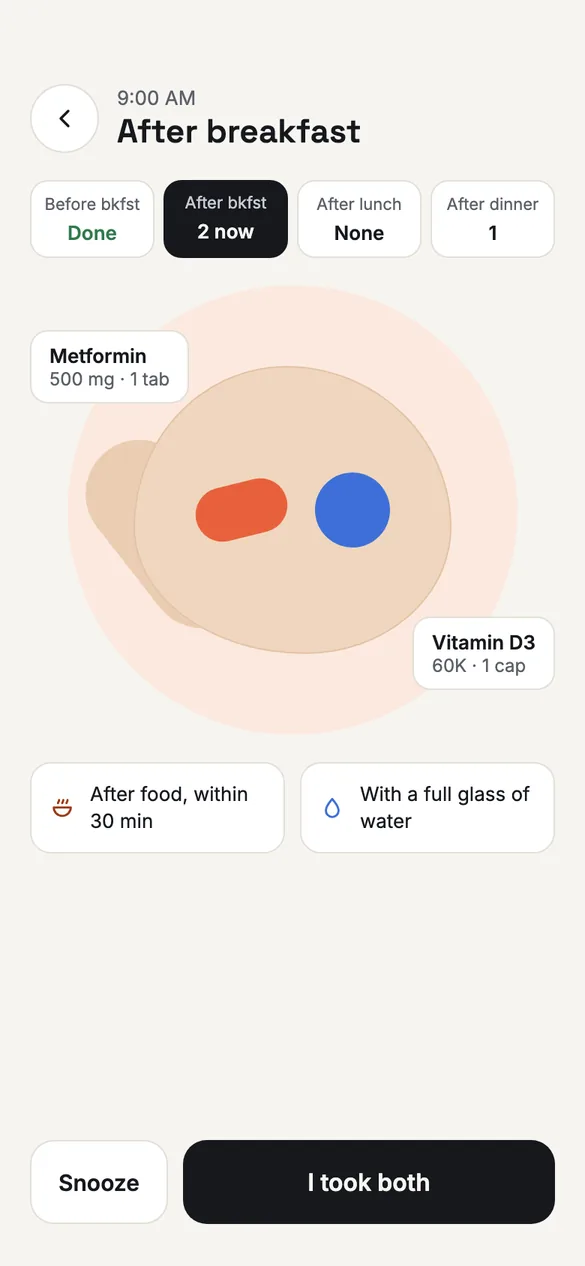 9:00 AM
After breakfast
Before bkfst
Done
After bkfst
2 now
After lunch
None
After dinner
1
Metformin
500 mg · 1 tab
Vitamin D3
60K · 1 cap
After food, within
30 min
With a full glass of
water
Snooze
I took both